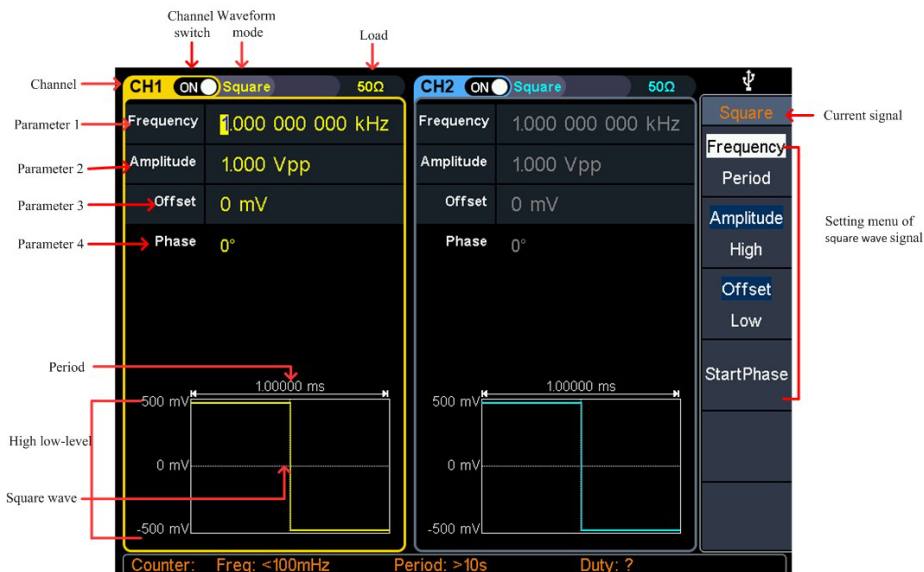 Channel Waveform
switch mode
Load
Channel
CH1 ON Square 50Ω
CH2 ON Square 50Ω
Square
Current signal
Parameter 1
Frequency 1.000 000 000 kHz
Frequency 1.000 000 000 kHz
Frequency
Period
Parameter 2
Amplitude 1.000 Vpp
Amplitude 1.000 Vpp
Amplitude
High
Parameter 3
Offset 0 mV
Offset 0 mV
Setting menu of
square wave signal
Parameter 4
Phase 0°
Phase 0°
Offset
Low
StartPhase
Period
1.00000 ms
1.00000 ms
500 mV
500 mV
High low-level
0 mV
0 mV
Square wave
-500 mV
-500 mV
Counter: Freq: <100mHz Period: >10s Duty: ?